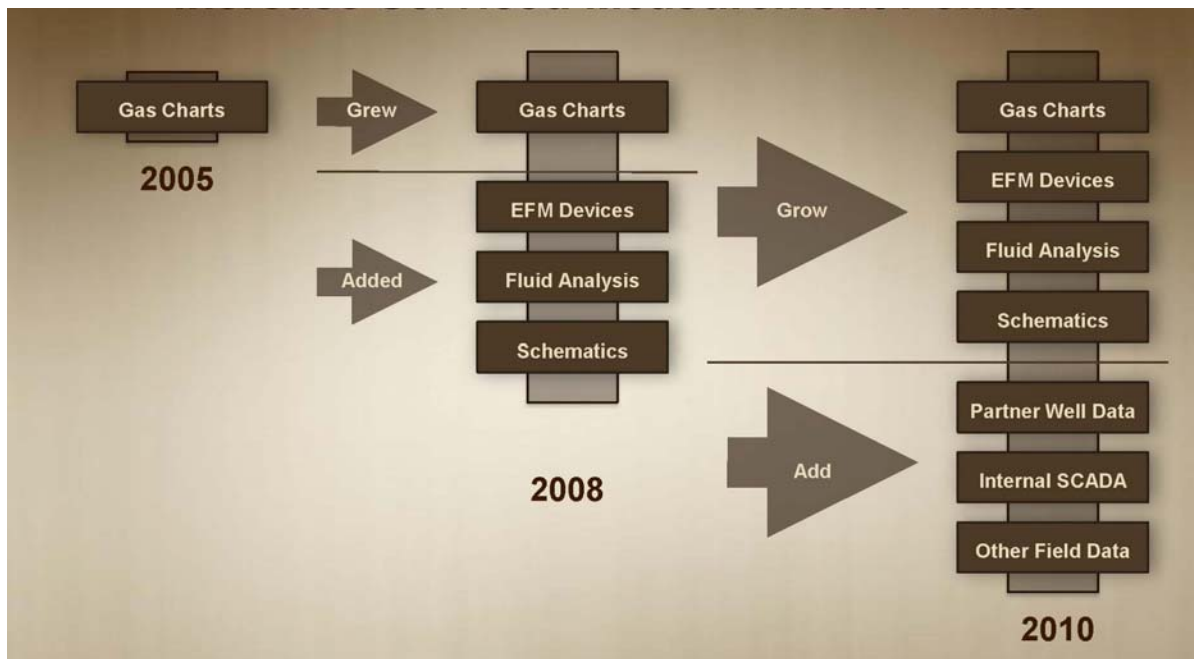 Gas Charts
2005
Grew
Added
Gas Charts
EFM Devices
Fluid Analysis
Schematics
2008
Grow
Add
Gas Charts
EFM Devices
Fluid Analysis
Schematics
Partner Well Data
Internal SCADA
Other Field Data
2010